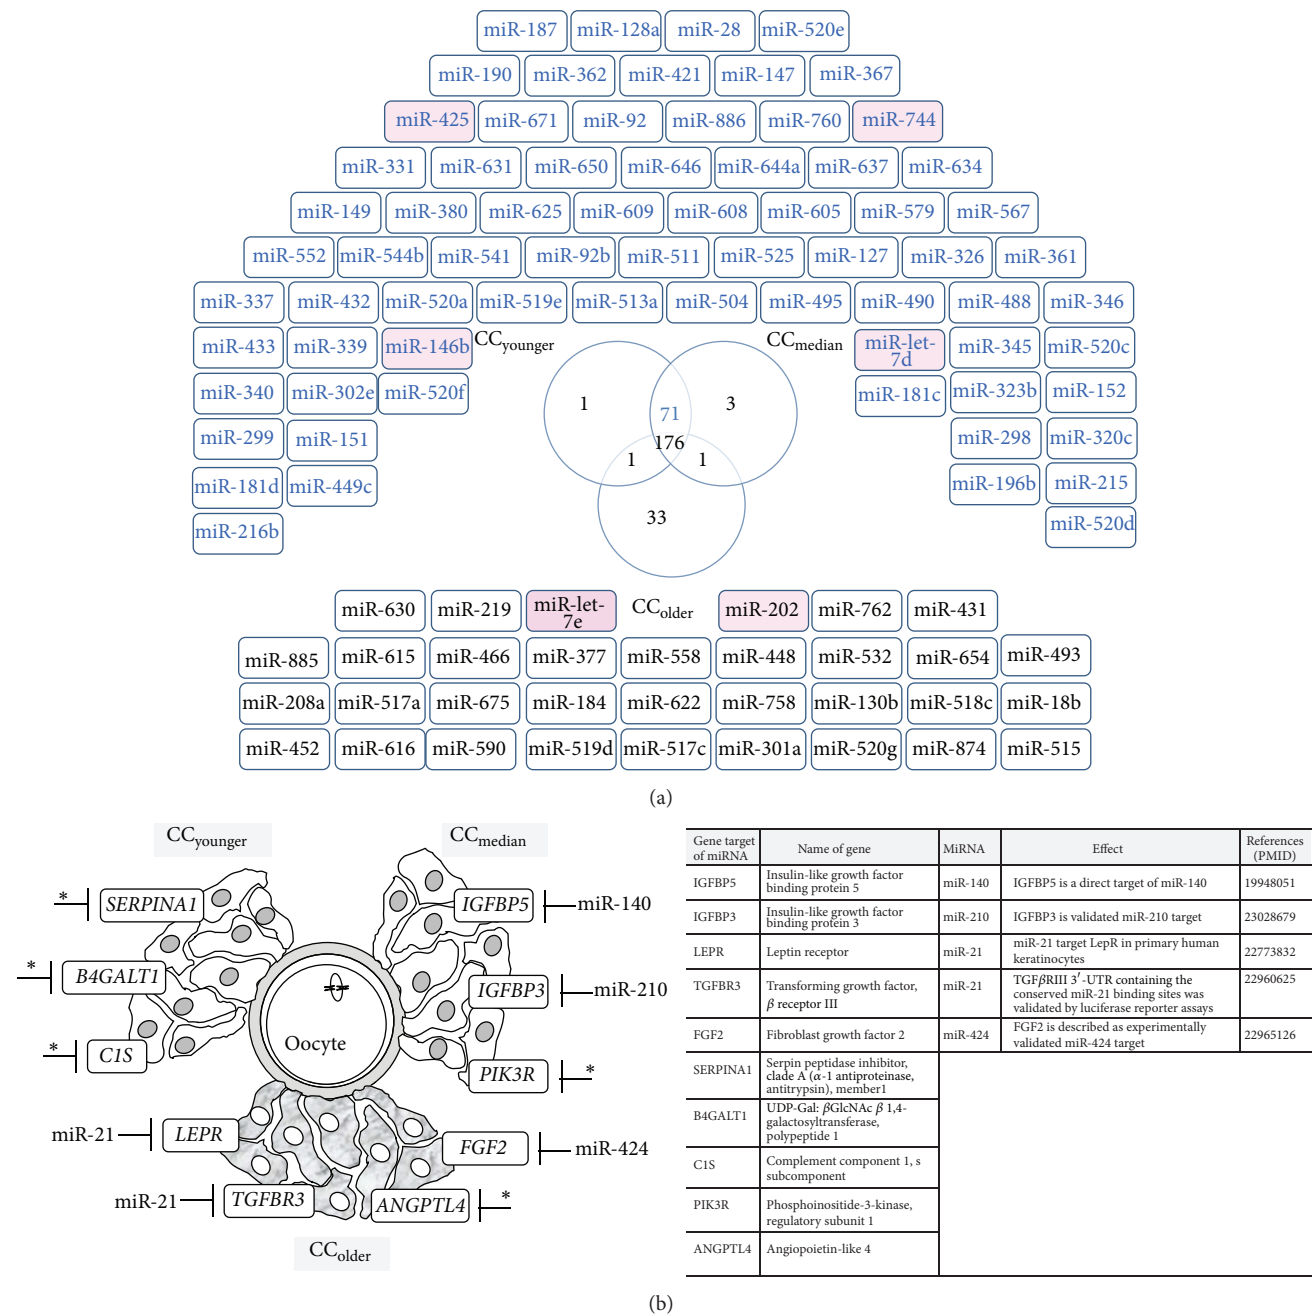 miR-187 miR-128a miR-28 miR-520e
miR-190 miR-362 miR-421 miR-147 miR-367
miR-425 miR-671 miR-92 miR-886 miR-760 miR-744
miR-331 miR-631 miR-650 miR-646 miR-644a miR-637 miR-634
miR-149 miR-380 miR-625 miR-609 miR-608 miR-605 miR-579 miR-567
miR-552 miR-544b miR-541 miR-92b miR-511 miR-525 miR-127 miR-326 miR-361
miR-337 miR-432 miR-520a miR-519e miR-513a miR-504 miR-495 miR-490 miR-488 miR-346
miR-433 miR-339 miR-146b CCyounger CCmedian miR-let-7d miR-345 miR-520c
miR-340 miR-302e miR-520f miR-181c miR-323b miR-152
1 71 3
miR-299 miR-151 176 miR-298 miR-320c
1 1
miR-181d miR-449c miR-196b miR-215
33
miR-216b miR-520d
miR-630 miR-219 miR-let-7e CColder miR-202 miR-762 miR-431
miR-885 miR-615 miR-466 miR-377 miR-558 miR-448 miR-532 miR-654 miR-493
miR-208a miR-517a miR-675 miR-184 miR-622 miR-758 miR-130b miR-518c miR-18b
miR-452 miR-616 miR-590 miR-519d miR-517c miR-301a miR-520g miR-874 miR-515
(a)
CCyounger CCmedian
* SERPINA1 IGFBP5 miR-140
* B4GALT1 IGFBP3 miR-210
* C1S Oocyte PIK3R *
miR-21 LEPR FGF2 miR-424
miR-21 TGFBR3 ANGPTL4 *
CColder
Gene target of miRNA Name of gene MiRNA Effect References (PMID)
IGFBP5 Insulin-like growth factor binding protein 5 miR-140 IGFBP5 is a direct target of miR-140 19948051
IGFBP3 Insulin-like growth factor binding protein 3 miR-210 IGFBP3 is validated miR-210 target 23028679
LEPR Leptin receptor miR-21 miR-21 target LepR in primary human keratinocytes 22773832
TGFBR3 Transforming growth factor, β receptor III miR-21 TGFβRIII 3′-UTR containing the conserved miR-21 binding sites was validated by luciferase reporter assays 22960625
FGF2 Fibroblast growth factor 2 miR-424 FGF2 is described as experimentally validated miR-424 target 22965126
SERPINA1 Serpin peptidase inhibitor, clade A (α-1 antiproteinase, antitrypsin), member1
B4GALT1 UDP-Gal: βGlcNAc β 1,4-galactosyltransferase, polypeptide 1
C1S Complement component 1, s subcomponent
PIK3R Phosphoinositide-3-kinase, regulatory subunit 1
ANGPTL4 Angiopoietin-like 4
(b)